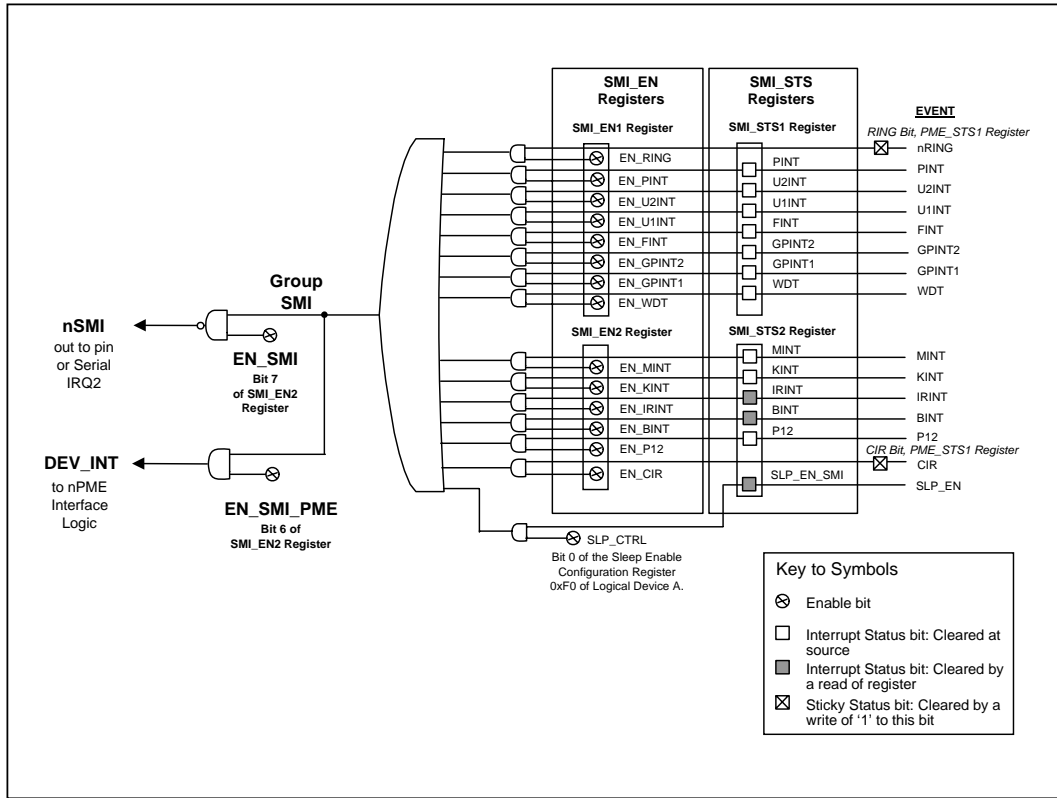 SMI_EN
Registers
SMI_EN1 Register
EN_RING
EN_PINT
EN_U2INT
EN_U1INT
EN_FINT
EN_GPINT2
EN_GPINT1
EN_WDT
SMI_EN2 Register
EN_MINT
EN_KINT
EN_IRINT
EN_BINT
EN_P12
EN_CIR
SMI_STS
Registers
SMI_STS1 Register
PINT
U2INT
U1INT
FINT
GPINT2
GPINT1
WDT
SMI_STS2 Register
MINT
KINT
IRINT
BINT
P12
SLP_EN_SMI
EVENT
RING Bit, PME_STS1 Register
nRING
PINT
U2INT
U1INT
FINT
GPINT2
GPINT1
WDT
MINT
KINT
IRINT
BINT
P12
CIR Bit, PME_STS1 Register
CIR
SLP_EN
Group
SMI
nSMI
out to pin
or Serial
IRQ2
EN_SMI
Bit 7
of SMI_EN2
Register
DEV_INT
to nPME
Interface
Logic
EN_SMI_PME
Bit 6 of
SMI_EN2 Register
SLP_CTRL
Bit 0 of the Sleep Enable
Configuration Register
0xF0 of Logical Device A.
Key to Symbols
Enable bit
Interrupt Status bit: Cleared at
source
Interrupt Status bit: Cleared by
a read of register
Sticky Status bit: Cleared by a
write of '1' to this bit